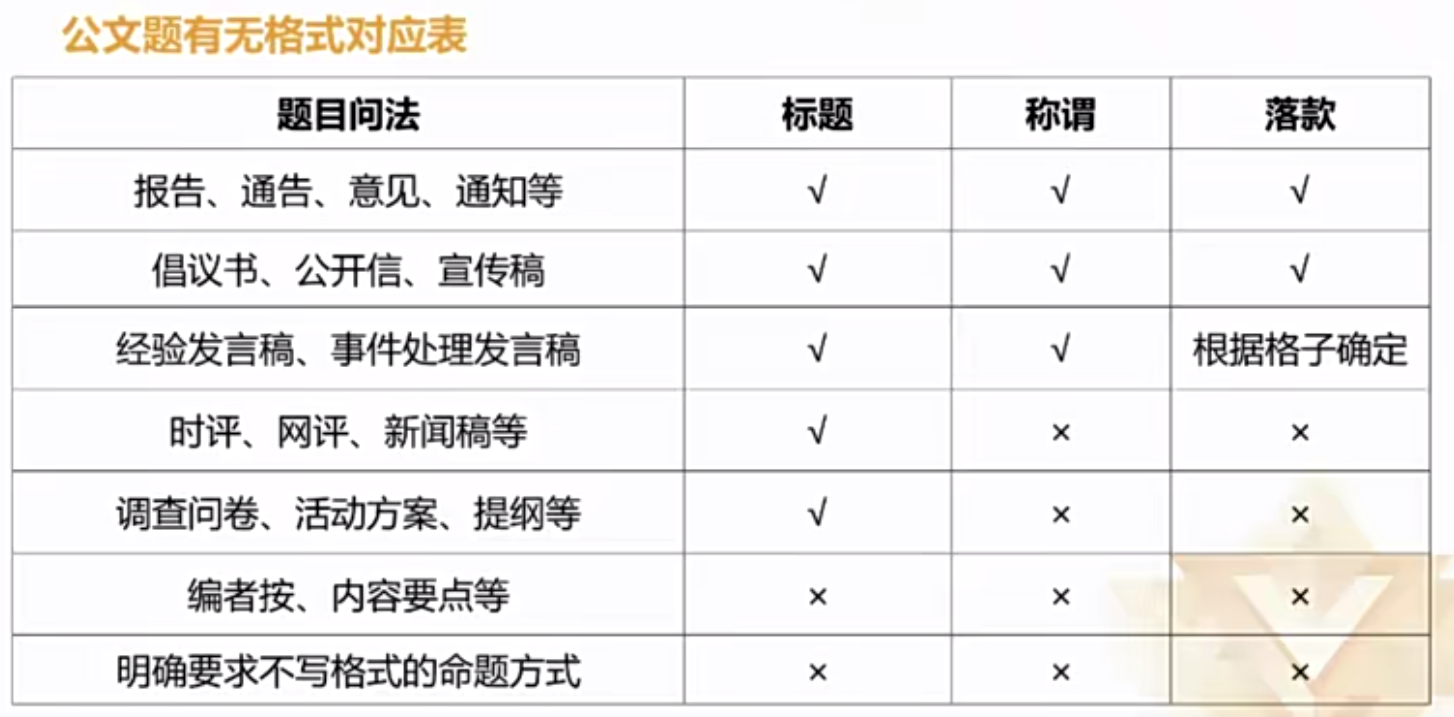 公文题有无格式对应表
题目问法 标题 称谓 落款
报告、通告、意见、通知等 √ √ √
倡议书、公开信、宣传稿 √ √ √
经验发言稿、事件处理发言稿 √ √ 根据格子确定
时评、网评、新闻稿等 √ × ×
调查问卷、活动方案、提纲等 √ × ×
编者按、内容要点等 × × ×
明确要求不写格式的命题方式 × × ×